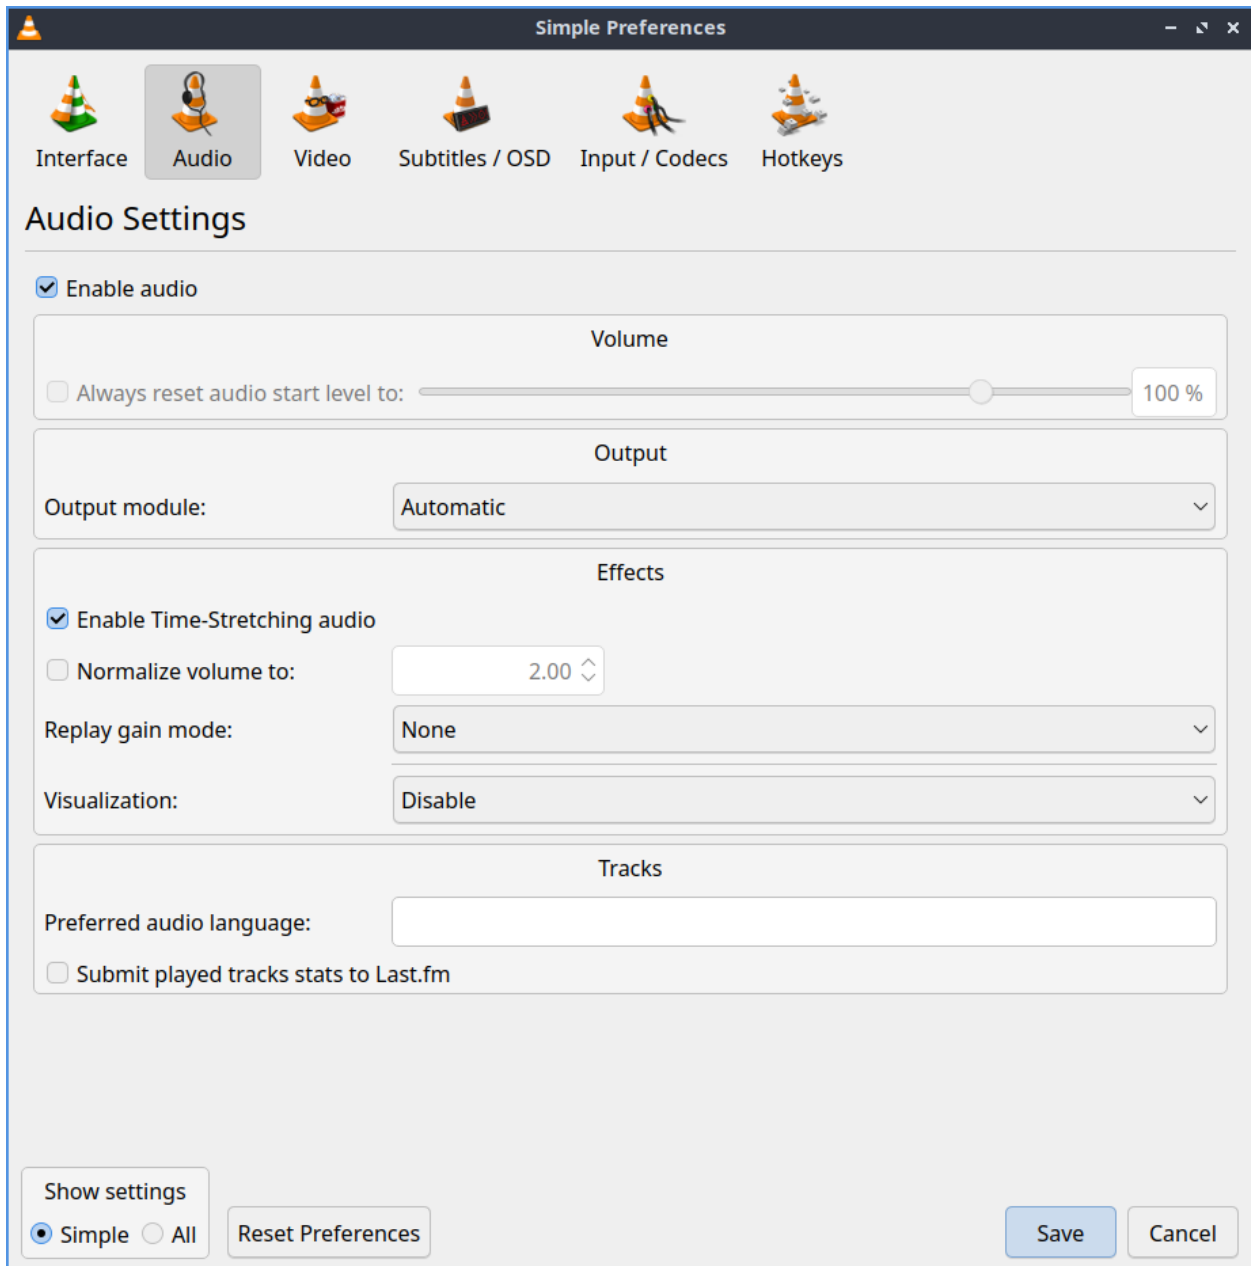 Simple Preferences
Interface Audio Video Subtitles / OSD Input / Codecs Hotkeys
Audio Settings
Enable audio
Volume
Always reset audio start level to: 100 %
Output
Output module: Automatic
Effects
Enable Time-Stretching audio
Normalize volume to: 2.00
Replay gain mode: None
Visualization: Disable
Tracks
Preferred audio language:
Submit played tracks stats to Last.fm
Show settings
Simple All Reset Preferences Save Cancel